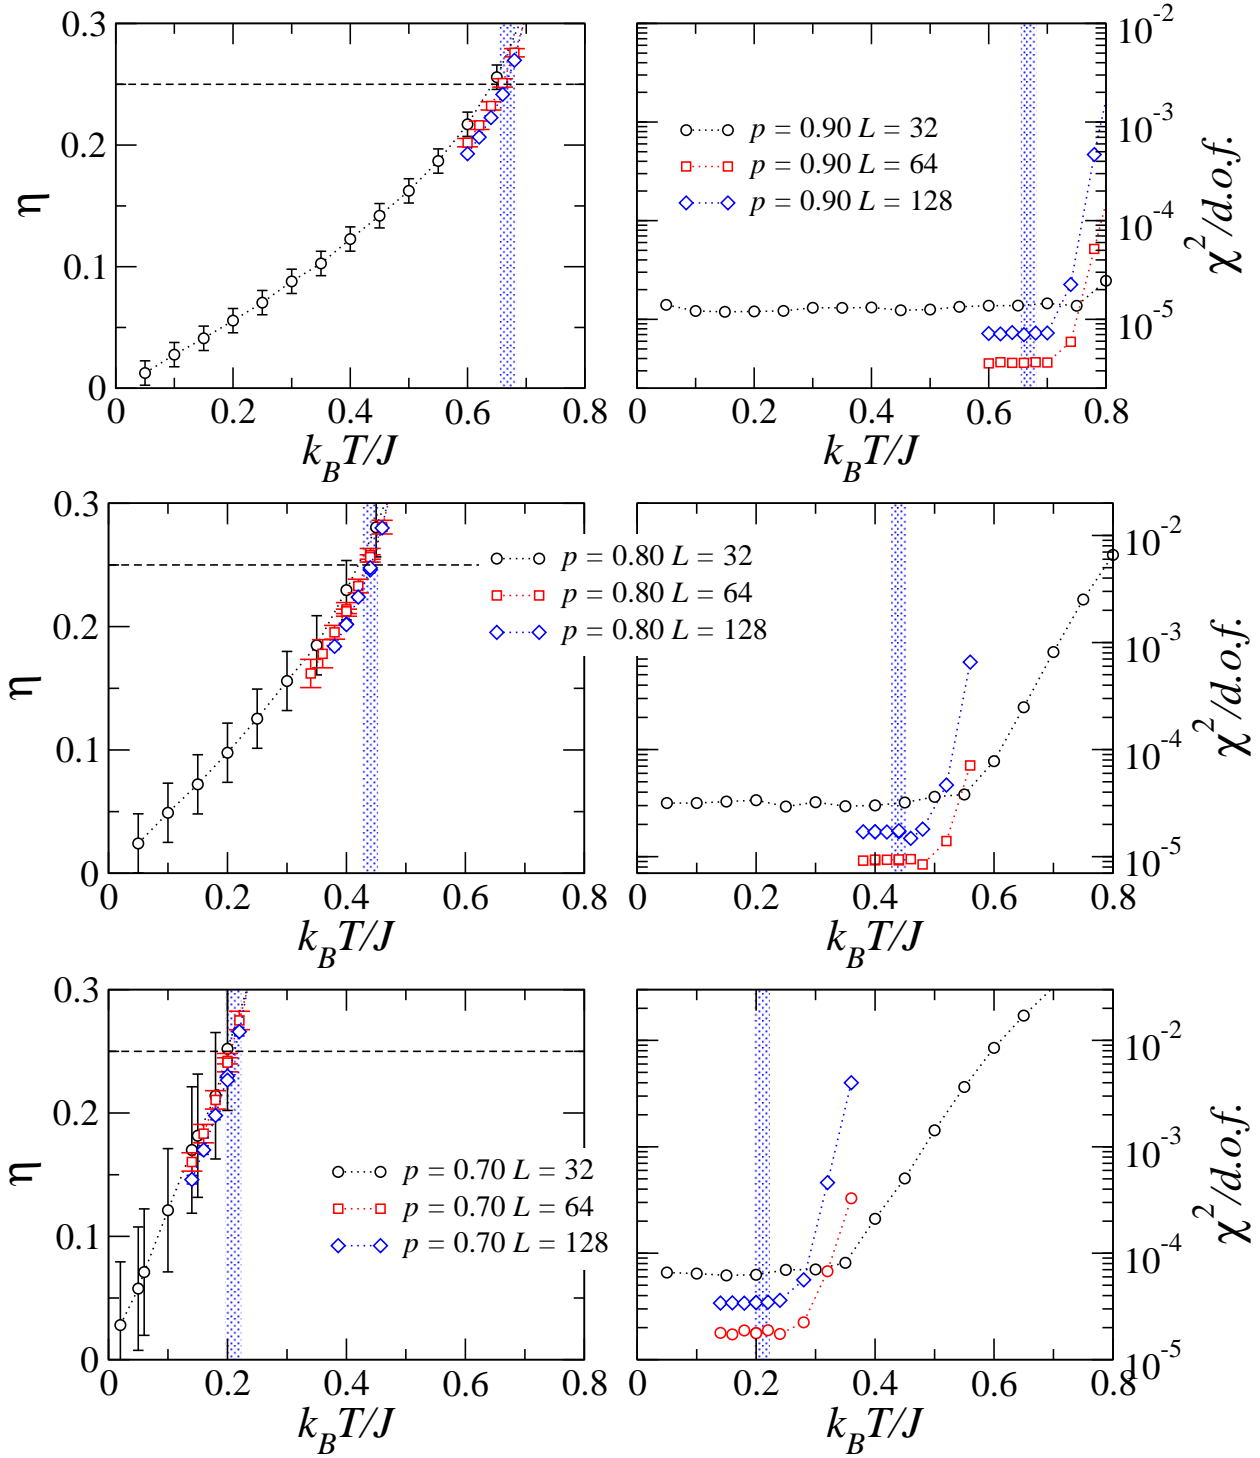 0.3
0.2
0.1
0
η
0 0.2 0.4 0.6 0.8
k_B T/J
p = 0.90 L = 32
p = 0.90 L = 64
p = 0.90 L = 128
10^-2
10^-3
10^-4
10^-5
χ^2/d.o.f.
0 0.2 0.4 0.6 0.8
k_B T/J
0.3
0.2
0.1
0
η
0 0.2 0.4 0.6 0.8
k_B T/J
p = 0.80 L = 32
p = 0.80 L = 64
p = 0.80 L = 128
10^-2
10^-3
10^-4
10^-5
χ^2/d.o.f.
0 0.2 0.4 0.6 0.8
k_B T/J
0.3
0.2
0.1
0
η
0 0.2 0.4 0.6 0.8
k_B T/J
p = 0.70 L = 32
p = 0.70 L = 64
p = 0.70 L = 128
10^-2
10^-3
10^-4
10^-5
χ^2/d.o.f.
0 0.2 0.4 0.6 0.8
k_B T/J